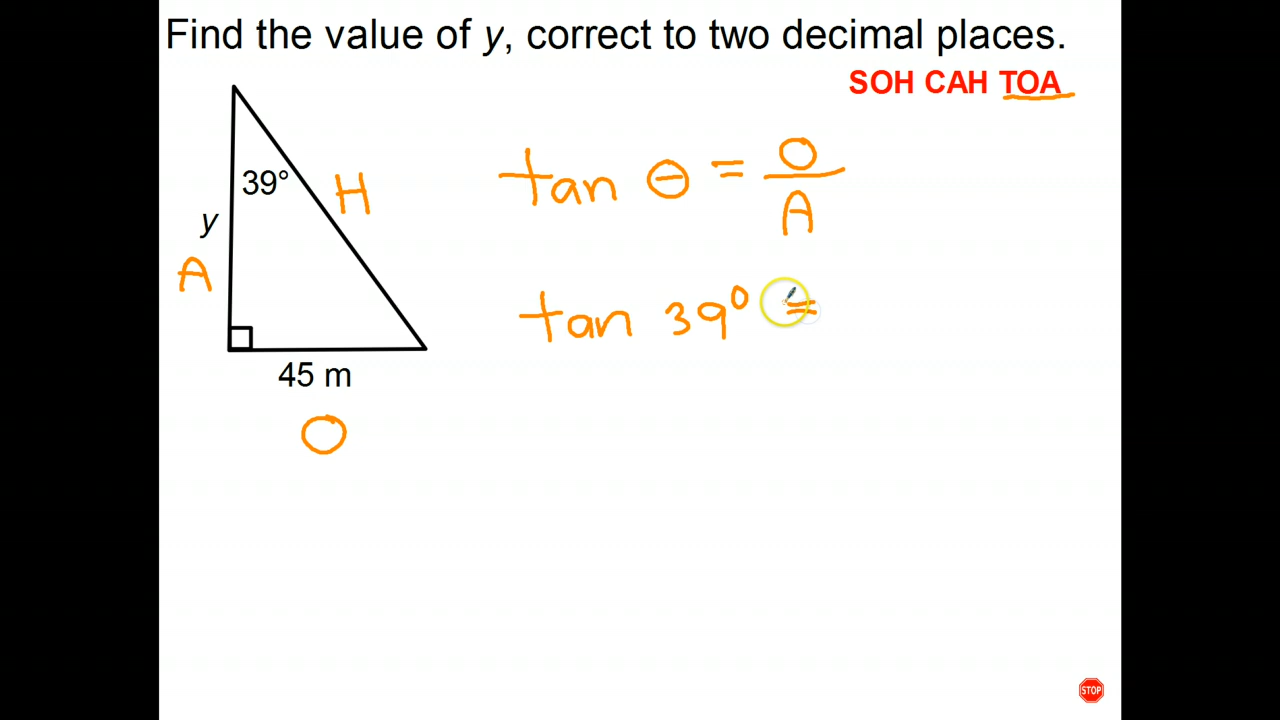 Find the value of y, correct to two decimal places.
SOH CAH TOA
tan θ = O/A
39°
H
y
A
tan 39° =
45 m
O
STOP